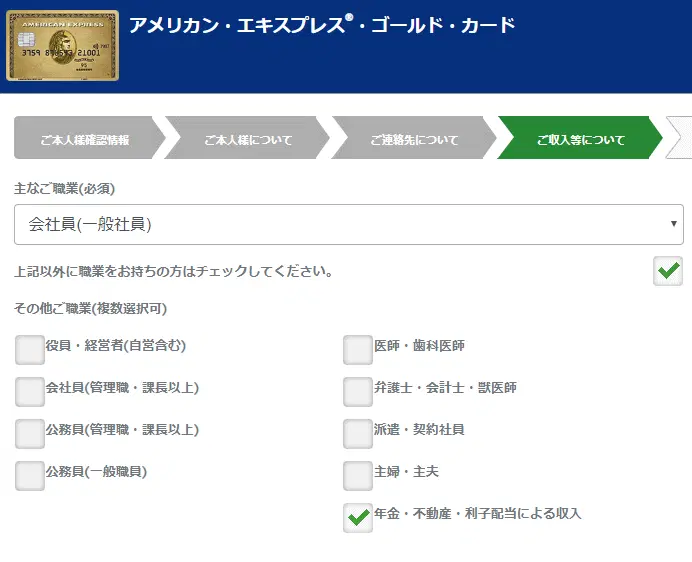 アメリカン・エキスプレス®・ゴールド・カード
AMERICAN EXPRESS
ご本人様確認情報
ご本人様について
ご連絡先について
ご収入等について
主なご職業(必須)
会社員(一般社員)
上記以外に職業をお持ちの方はチェックしてください。
その他ご職業(複数選択可)
役員・経営者(自営含む)
医師・歯科医師
会社員(管理職・課長以上)
弁護士・会計士・獣医師
公務員(管理職・課長以上)
派遣・契約社員
公務員(一般職員)
主婦・主夫
年金・不動産・利子配当による収入